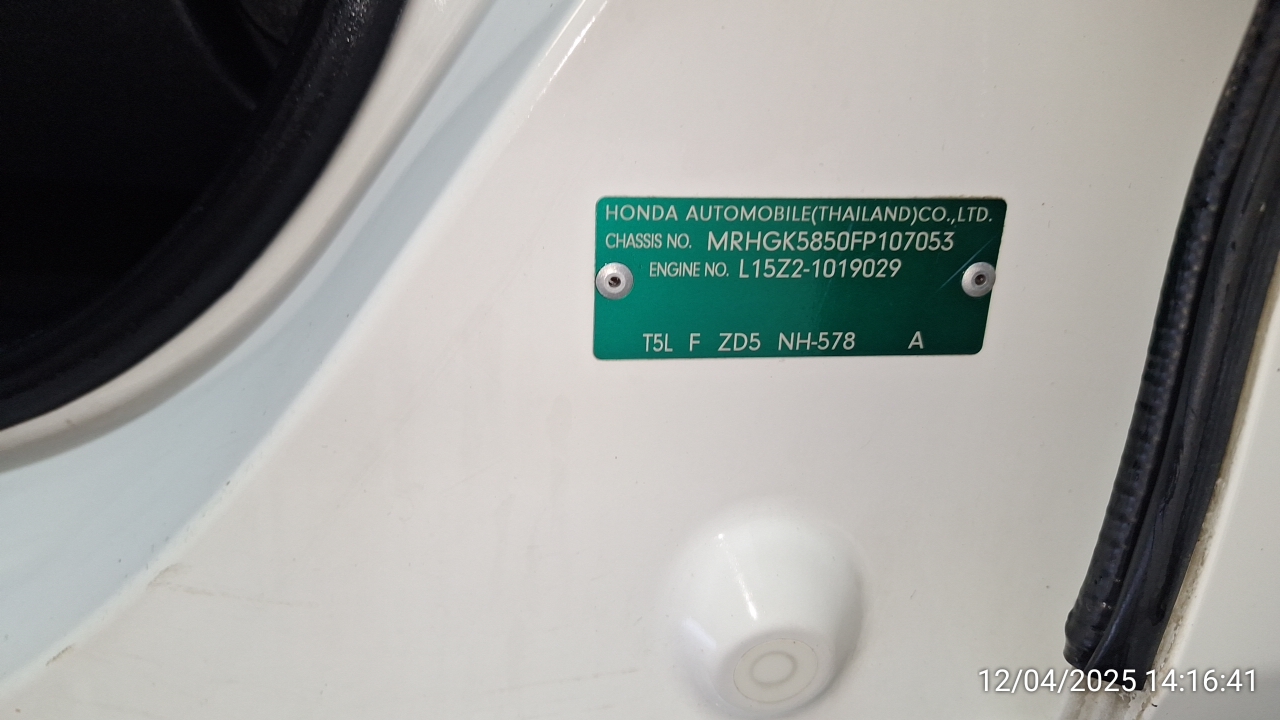 HONDA AUTOMOBILE(THAILAND)CO.,LTD.
CHASSIS NO. MRHGK5850FP107053
ENGINE NO. L15Z2-1019029
T5L F ZD5 NH-578 A
12/04/2025 14:16:41